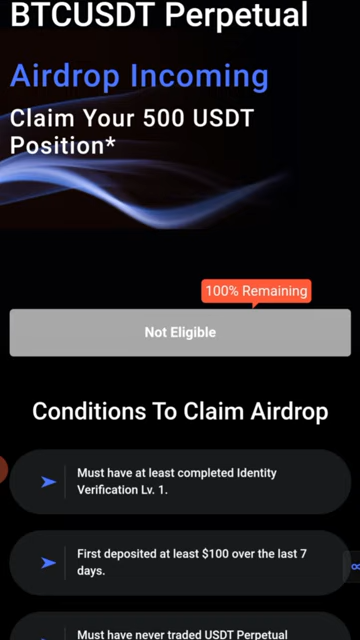 BTCUSDT Perpetual
Airdrop Incoming
Claim Your 500 USDT
Position*
100% Remaining
Not Eligible
Conditions To Claim Airdrop
Must have at least completed Identity
Verification Lv. 1.
First deposited at least $100 over the last 7
days.
Must have never traded USDT Perpetual